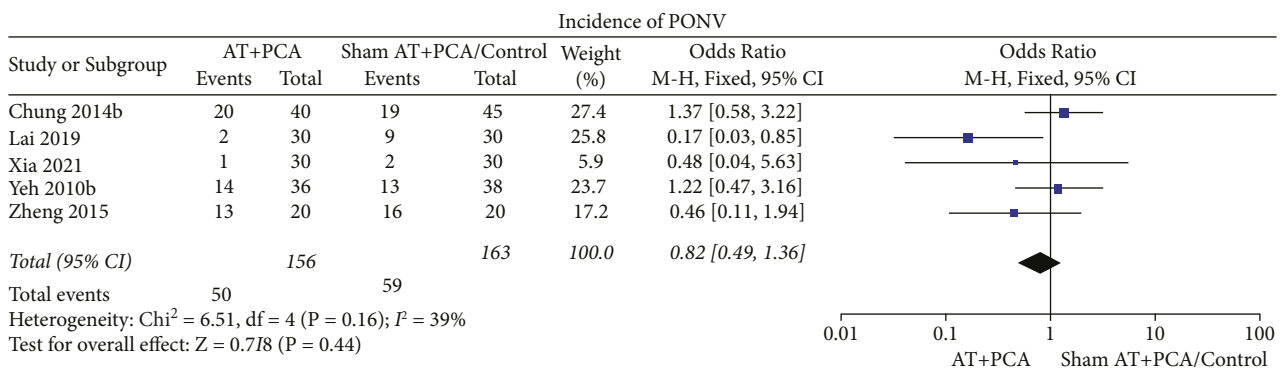 Incidence of PONV
Study or Subgroup AT+PCA Sham AT+PCA/Control Weight Odds Ratio Odds Ratio
Events Total Events Total (%) M-H, Fixed, 95% CI M-H, Fixed, 95% CI
Chung 2014b 20 40 19 45 27.4 1.37 [0.58, 3.22]
Lai 2019 2 30 9 30 25.8 0.17 [0.03, 0.85]
Xia 2021 1 30 2 30 5.9 0.48 [0.04, 5.63]
Yeh 2010b 14 36 13 38 23.7 1.22 [0.47, 3.16]
Zheng 2015 13 20 16 20 17.2 0.46 [0.11, 1.94]
Total (95% CI) 156 163 100.0 0.82 [0.49, 1.36]
Total events 50 59
Heterogeneity: Chi² = 6.51, df = 4 (P = 0.16); I² = 39%
Test for overall effect: Z = 0.7I8 (P = 0.44)
0.01 0.1 1 10 100
AT+PCA Sham AT+PCA/Control